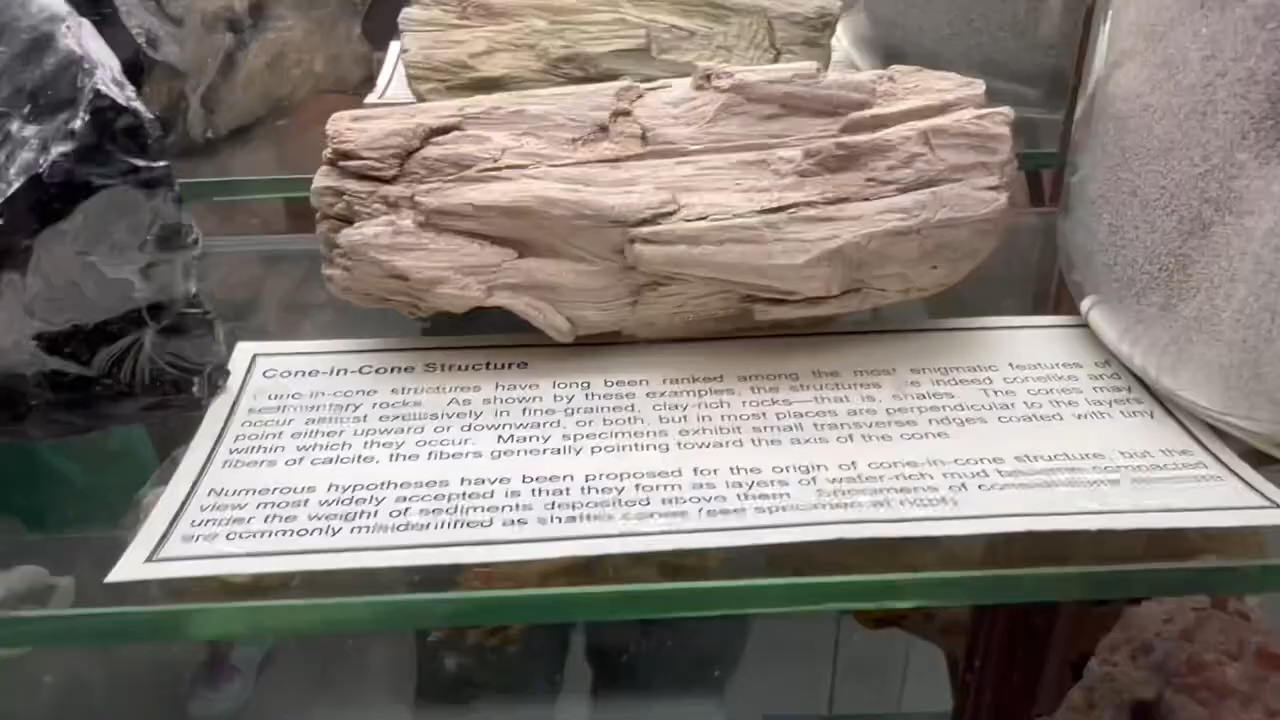 Cone-in-Cone Structure
have long been ranked among the most enigmatic features of
sedimentary rocks. As shown by these examples, the structures indeed conelike and
occur almost exclusively in fine-grained, clay-rich rocks—that is, shales. The cones may
point either upward or downward, or both, but in most places are perpendicular to the layers
within which they occur. Many specimens exhibit small transverse ridges coated with tiny
fibers of calcite, the fibers generally pointing toward the axis of the cone.
Numerous hypotheses have been proposed for the origin of cone-in-cone structure, but the
view most widely accepted is that they form as layers of water-rich mud compacted
under the weight of sediments deposited above them. Specimens of
are commonly misidentified as (see specimen at